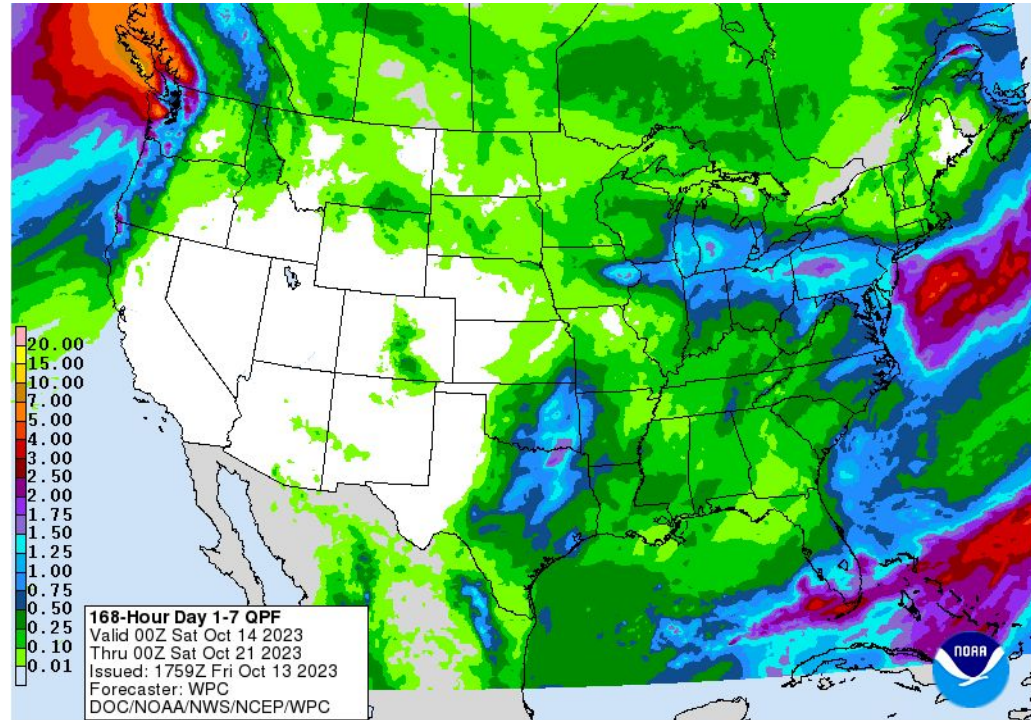 20.00
15.00
10.00
7.00
5.00
4.00
3.00
2.50
2.00
1.75
1.50
1.25
1.00
0.75
0.50
0.25
0.10
0.01
168-Hour Day 1-7 QPF
Valid 00Z Sat Oct 14 2023
Thru 00Z Sat Oct 21 2023
Issued: 1759Z Fri Oct 13 2023
Forecaster: WPC
DOC/NOAA/NWS/NCEP/WPC
NOAA